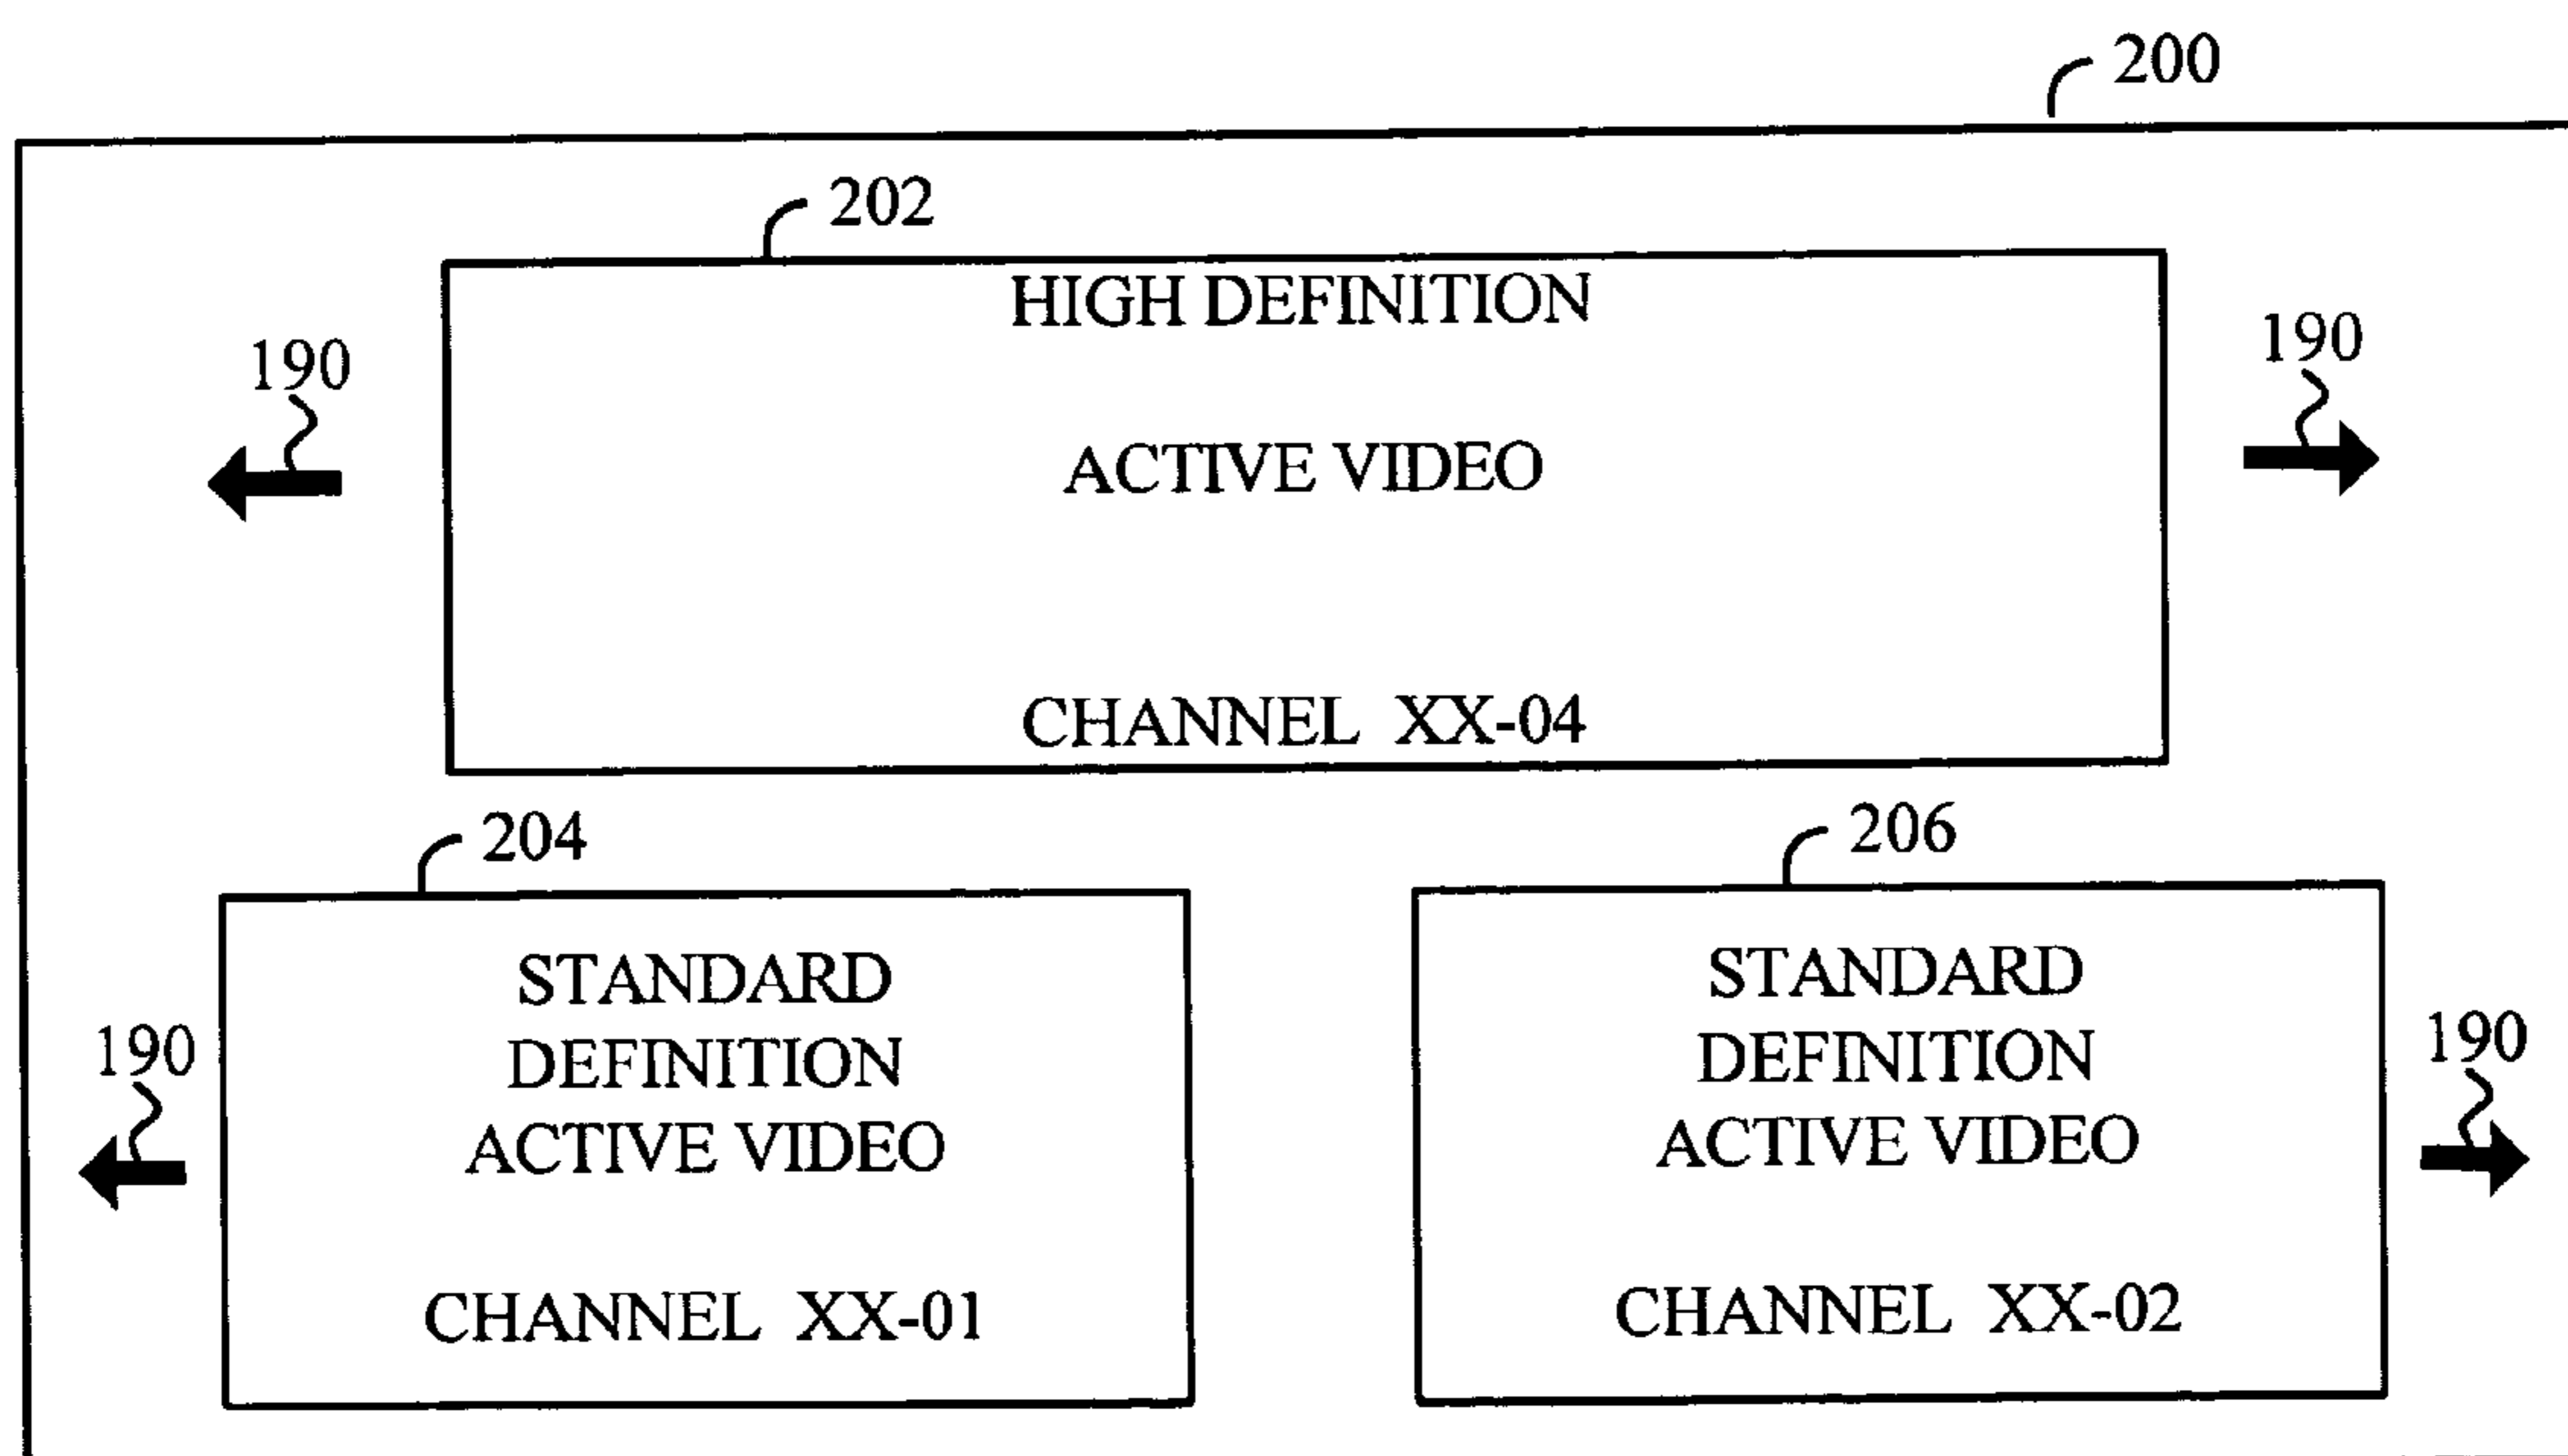 200
202
HIGH DEFINITION
190
190
ACTIVE VIDEO
CHANNEL XX-04
204
206
STANDARD
DEFINITION
ACTIVE VIDEO
CHANNEL XX-01
STANDARD
DEFINITION
ACTIVE VIDEO
CHANNEL XX-02
190
190